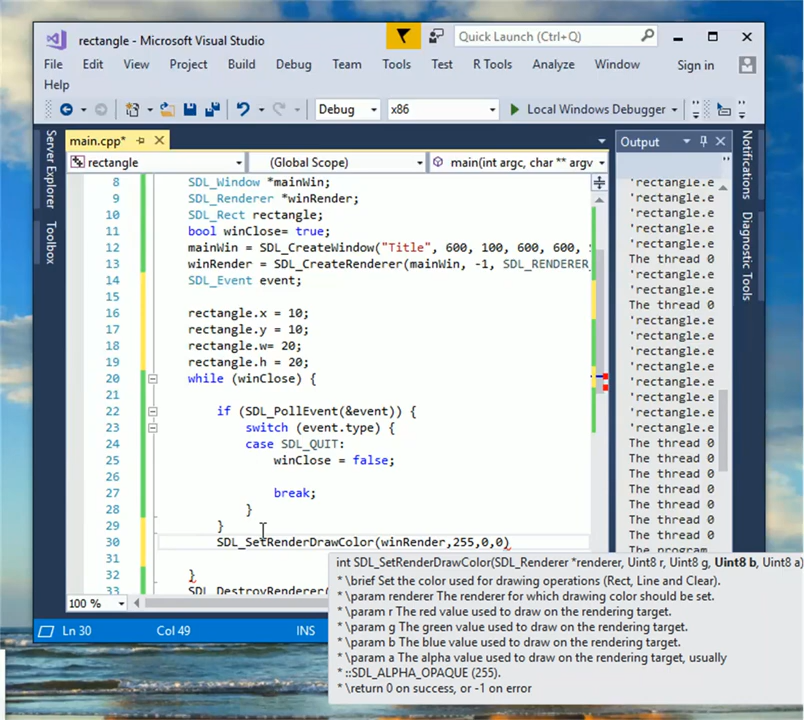 rectangle - Microsoft Visual Studio
Quick Launch (Ctrl+Q)
File Edit View Project Build Debug Team Tools Test R Tools Analyze Window Sign in
Help
Debug x86 Local Windows Debugger
Server Explorer
Toolbox
main.cpp*
rectangle (Global Scope) main(int argc, char ** argv
8 SDL_Window *mainWin;
9 SDL_Renderer *winRender;
10 SDL_Rect rectangle;
11 bool winClose= true;
12 mainWin = SDL_CreateWindow("Title", 600, 100, 600, 600,
13 winRender = SDL_CreateRenderer(mainWin, -1, SDL_RENDERER_
14 SDL_Event event;
15
16 rectangle.x = 10;
17 rectangle.y = 10;
18 rectangle.w= 20;
19 rectangle.h = 20;
20 while (winClose) {
21
22 if (SDL_PollEvent(&event)) {
23 switch (event.type) {
24 case SDL_QUIT:
25 winClose = false;
26
27 break;
28 }
29 }
30 SDL_SetRenderDrawColor(winRender,255,0,0)
31
32 }
33 SDL_DestroyRenderer(
100 %
Ln 30 Col 49 INS
int SDL_SetRenderDrawColor(SDL_Renderer *renderer, Uint8 r, Uint8 g, Uint8 b, Uint8 a)
* \brief Set the color used for drawing operations (Rect, Line and Clear).
* \param renderer The renderer for which drawing color should be set.
* \param r The red value used to draw on the rendering target.
* \param g The green value used to draw on the rendering target.
* \param b The blue value used to draw on the rendering target.
* \param a The alpha value used to draw on the rendering target, usually
* ::SDL_ALPHA_OPAQUE (255).
* \return 0 on success, or -1 on error
Output
'rectangle.e
'rectangle.e
'rectangle.e
'rectangle.e
'rectangle.e
The thread 0
'rectangle.e
'rectangle.e
The thread 0
'rectangle.e
'rectangle.e
'rectangle.e
'rectangle.e
'rectangle.e
'rectangle.e
'rectangle.e
'rectangle.e
The thread 0
The thread 0
The thread 0
The thread 0
The thread 0
The thread 0
The thread 0
The program
Notifications
Diagnostic Tools